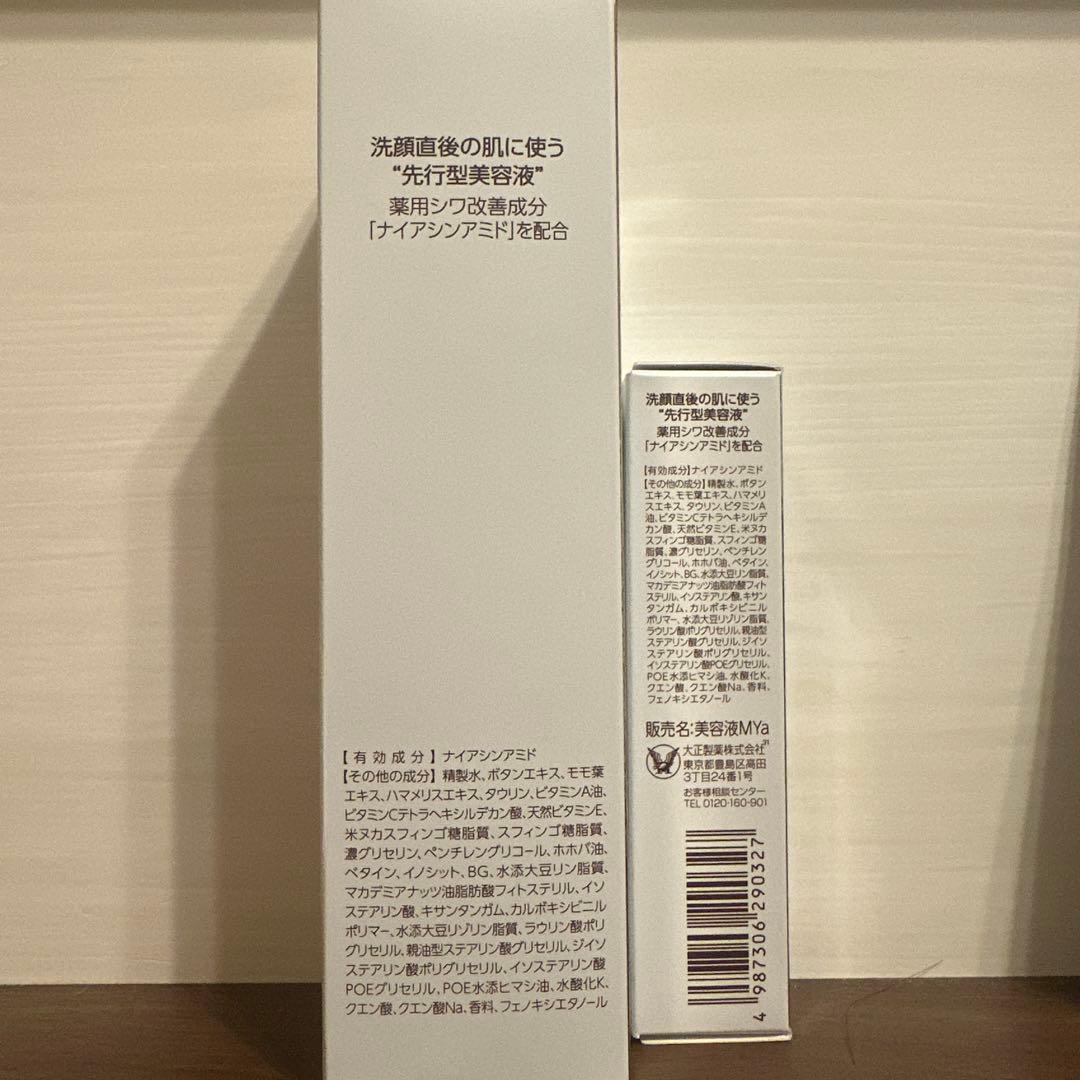 洗顔直後の肌に使う
“先行型美容液”
薬用シワ改善成分
「ナイアシンアミド」を配合
【有効成分】ナイアシンアミド
【その他の成分】精製水、ボタンエキス、モモ葉
エキス、ハマメリスエキス、タウリン、ビタミンA油、
ビタミンCテトラヘキシルデカン酸、天然ビタミンE、
米ヌカスフィンゴ糖脂質、スフィンゴ糖脂質、
濃グリセリン、ペンチレングリコール、ホホバ油、
ベタイン、イノシット、BG、水添大豆リン脂質、
マカデミアナッツ油脂肪酸フィトステリル、イソ
ステアリン酸、キサンタンガム、カルボキシビニル
ポリマー、水添大豆リゾリン脂質、ラウリン酸ポリ
グリセリル、親油型ステアリン酸グリセリル、ジイソ
ステアリン酸ポリグリセリル、イソステアリン酸
POEグリセリル、POE水添ヒマシ油、水酸化K、
クエン酸、クエン酸Na、香料、フェノキシエタノール
洗顔直後の肌に使う
“先行型美容液”
薬用シワ改善成分
「ナイアシンアミド」を配合
【有効成分】ナイアシンアミド
【その他の成分】精製水、ボタン
エキス、モモ葉エキス、ハマメリ
スエキス、タウリン、ビタミンA
油、ビタミンCテトラヘキシルデ
カン酸、天然ビタミンE、米ヌカ
スフィンゴ糖脂質、スフィンゴ糖
脂質、濃グリセリン、ペンチレン
グリコール、ホホバ油、ベタイン、
イノシット、BG、水添大豆リン脂質、
マカデミアナッツ油脂肪酸フィト
ステリル、イソステアリン酸、キサン
タンガム、カルボキシビニル
ポリマー、水添大豆リゾリン脂質、
ラウリン酸ポリグリセリル、親油型
ステアリン酸グリセリル、ジイソ
ステアリン酸ポリグリセリル、
イソステアリン酸POEグリセリル、
POE水添ヒマシ油、水酸化K、
クエン酸、クエン酸Na、香料、
フェノキシエタノール
販売名:美容液MYa
大正製薬株式会社
東京都豊島区高田
3丁目24番1号
お客様相談センター
TEL 0120-160-901
4 987306 290327